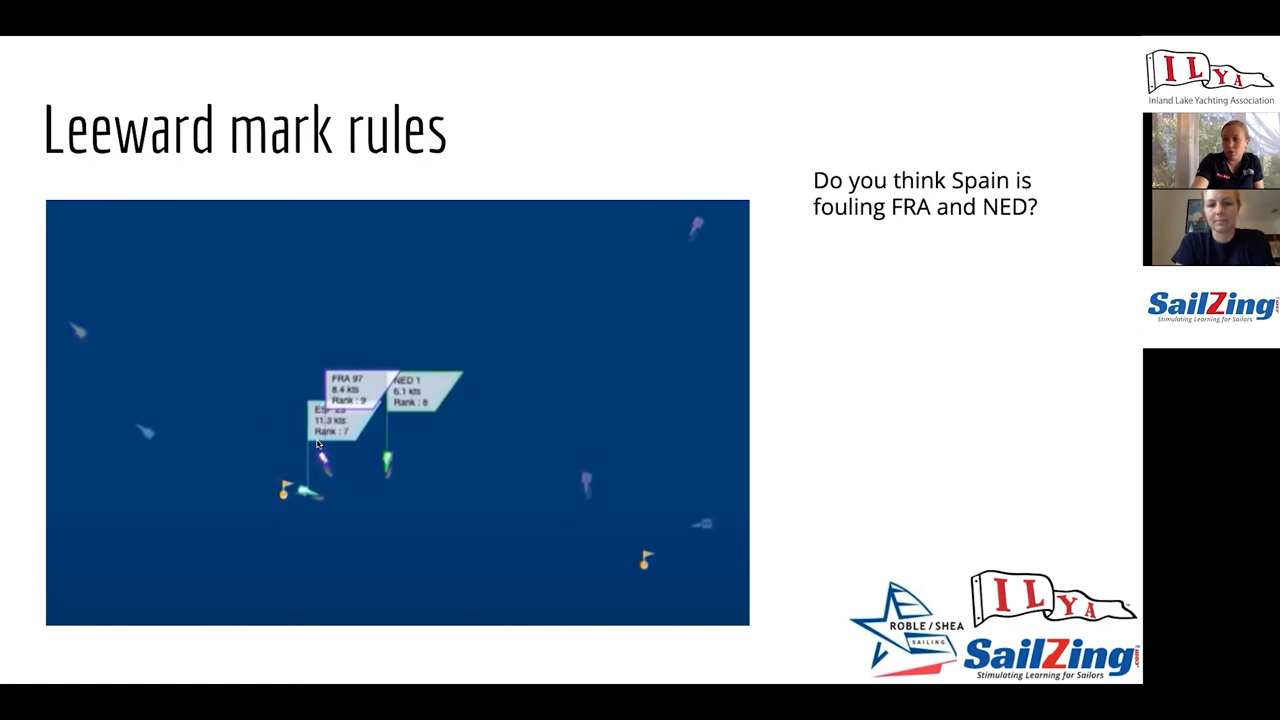 Leeward mark rules
Do you think Spain is
fouling FRA and NED?
FRA 97
8.4 kts
Rank : 9
NED 1
6.1 kts
Rank : 8
11.3 kts
Rank : 7
ILYA
Inland Lake Yachting Association
SailZing
Stimulating Learning for Sailors
ROBLE/SHEA
SAILING
ILYA
SailZing
Stimulating Learning for Sailors